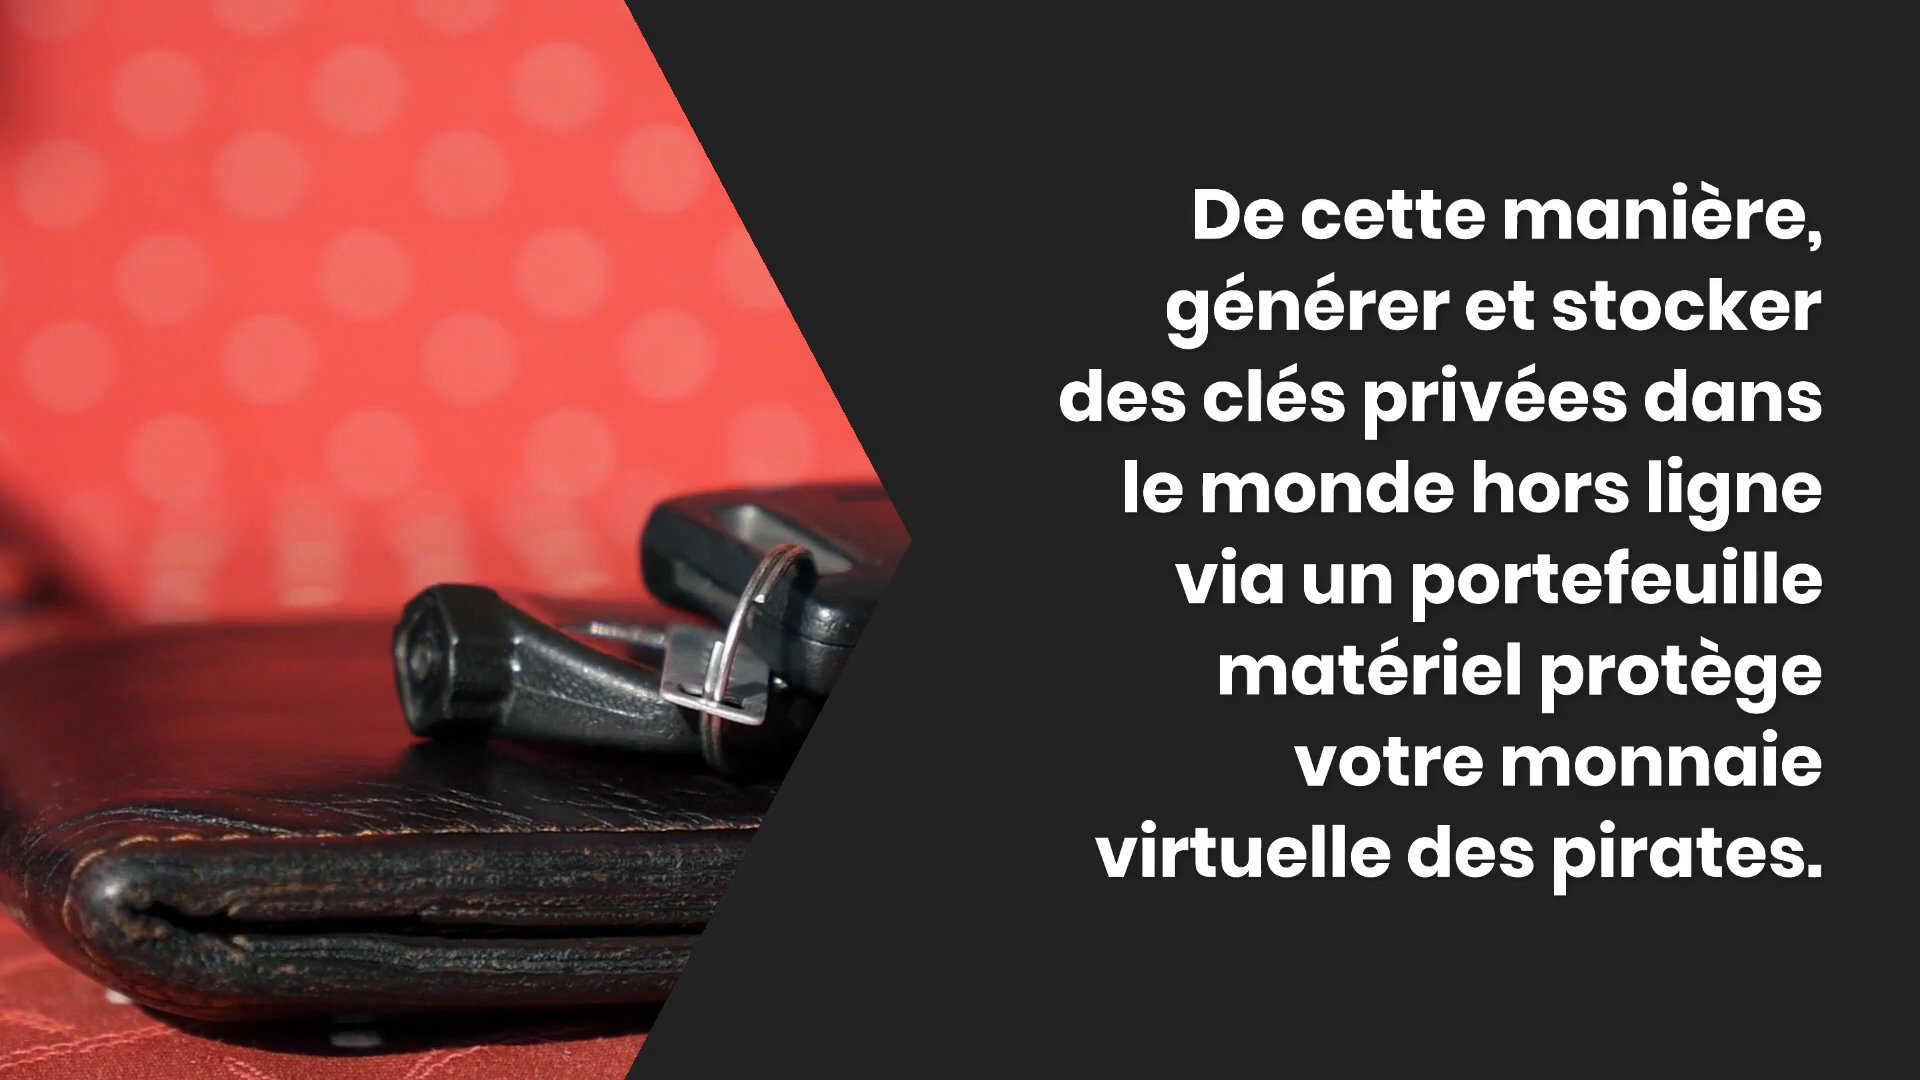 De cette manière,
générer et stocker
des clés privées dans
le monde hors ligne
via un portefeuille
matériel protège
votre monnaie
virtuelle des pirates.